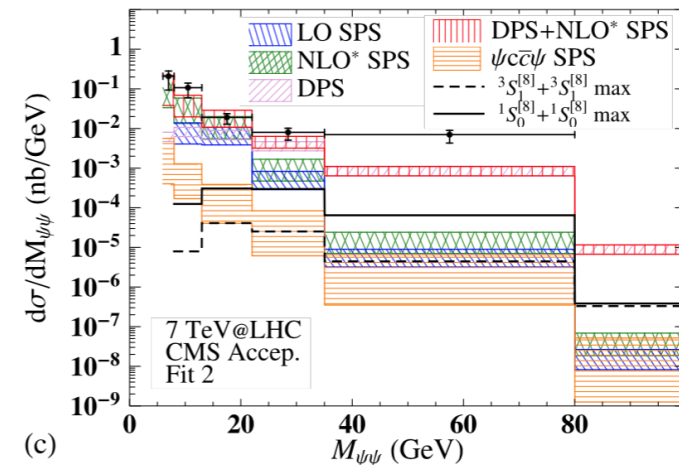 LO SPS
NLO* SPS
DPS
DPS+NLO* SPS
ψcc̄ψ SPS
³S₁^[8]+³S₁^[8] max
¹S₀^[8]+¹S₀^[8] max
dσ/dM_ψψ (nb/GeV)
1
10⁻¹
10⁻²
10⁻³
10⁻⁴
10⁻⁵
10⁻⁶
10⁻⁷
10⁻⁸
10⁻⁹
7 TeV@LHC
CMS Accep.
Fit 2
0 20 40 60 80
M_ψψ (GeV)
(c)